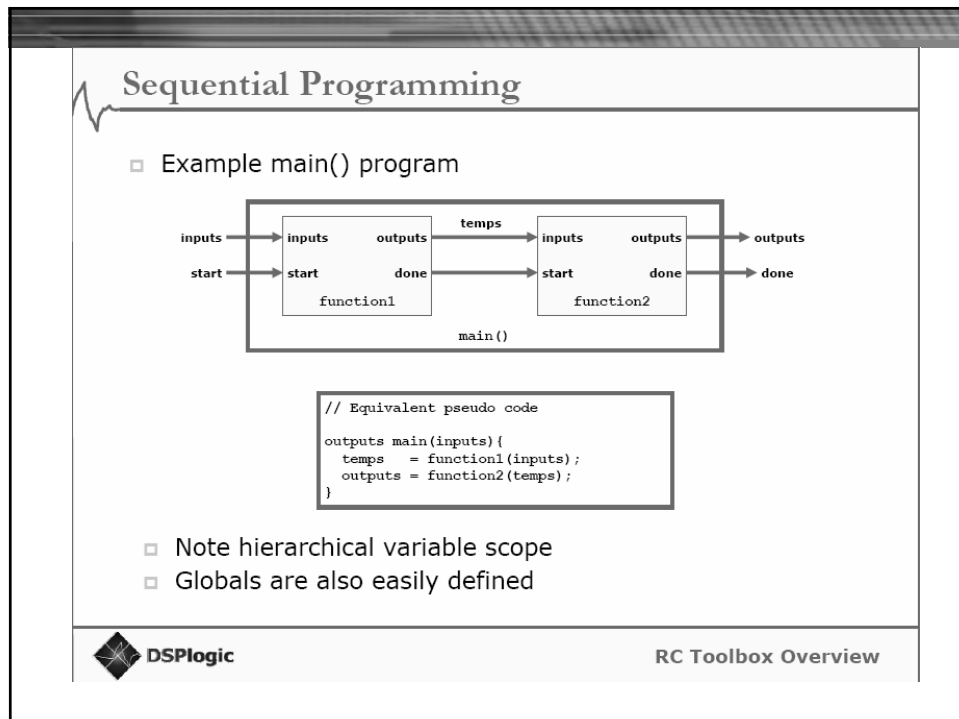 Sequential Programming
Example main() program
temps
inputs inputs outputs inputs outputs outputs
start start done start done done
function1 function2
main()
// Equivalent pseudo code
outputs main(inputs){
temps   = function1(inputs);
outputs = function2(temps);
}
Note hierarchical variable scope
Globals are also easily defined
DSPlogic RC Toolbox Overview